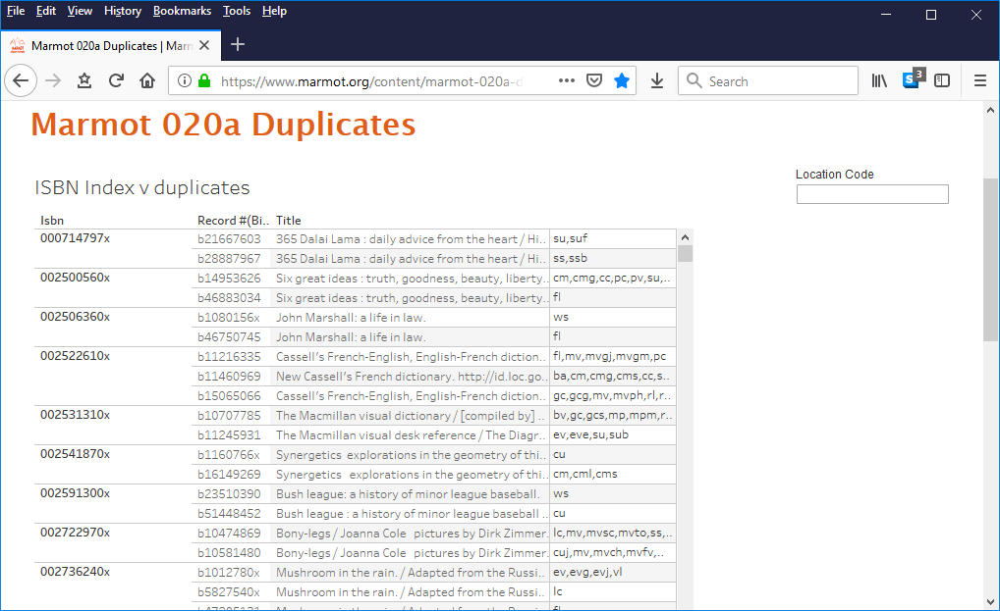 File Edit View History Bookmarks Tools Help
Marmot 020a Duplicates | Marm
https://www.marmot.org/content/marmot-020a-d
Search
3
Marmot 020a Duplicates
ISBN Index v duplicates
Location Code
Isbn Record #(Bi.. Title
000714797x b21667603 365 Dalai Lama : daily advice from the heart / Hi.. su,suf
b28887967 365 Dalai Lama : daily advice from the heart / Hi.. ss,ssb
002500560x b14953626 Six great ideas : truth, goodness, beauty, liberty.. cm,cmg,cc,pc,pv,su,..
b46883034 Six great ideas : truth, goodness, beauty, liberty.. fl
002506360x b1080156x John Marshall: a life in law. ws
b46750745 John Marshall: a life in law. fl
002522610x b11216335 Cassell's French-English, English-French diction.. fl,mv,mvgj,mvgm,pc
b11460969 New Cassell's French dictionary. http://id.loc.go.. ba,cm,cmg,cms,cc,s..
b15065066 Cassell's French-English, English-French diction.. gc,gcg,mv,mvph,rl,r..
002531310x b10707785 The Macmillan visual dictionary / [compiled by] .. bv,gc,gcs,mp,mpm,r..
b11245931 The Macmillan visual desk reference / The Diagr.. ev,eve,su,sub
002541870x b1160766x Synergetics explorations in the geometry of thi.. cu
b16149269 Synergetics explorations in the geometry of thi.. cm,cml,cms
002591300x b23510390 Bush league: a history of minor league baseball. ws
b51448452 Bush league : a history of minor league baseball .. cu
002722970x b10474869 Bony-legs / Joanna Cole pictures by Dirk Zimmer. lc,mv,mvsc,mvto,ss,..
b10581480 Bony-legs / Joanna Cole pictures by Dirk Zimmer. cuj,mv,mvch,mvfv,..
002736240x b1012780x Mushroom in the rain. / Adapted from the Russi.. ev,evg,evj,vl
b5827540x Mushroom in the rain. / Adapted from the Russi.. lc